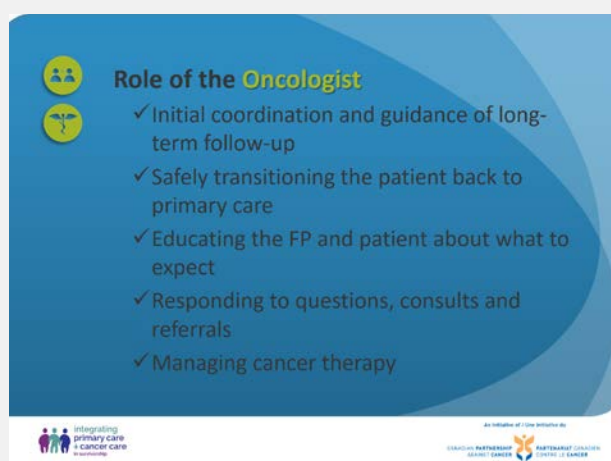 Role of the Oncologist
✓Initial coordination and guidance of long-
term follow-up
✓Safely transitioning the patient back to
primary care
✓Educating the FP and patient about what to
expect
✓Responding to questions, consults and
referrals
✓Managing cancer therapy
integrating
primary care
+ cancer care
in survivorship
An initiative of / Une initiative du
CANADIAN PARTNERSHIP
AGAINST CANCER
PARTENARIAT CANADIEN
CONTRE LE CANCER